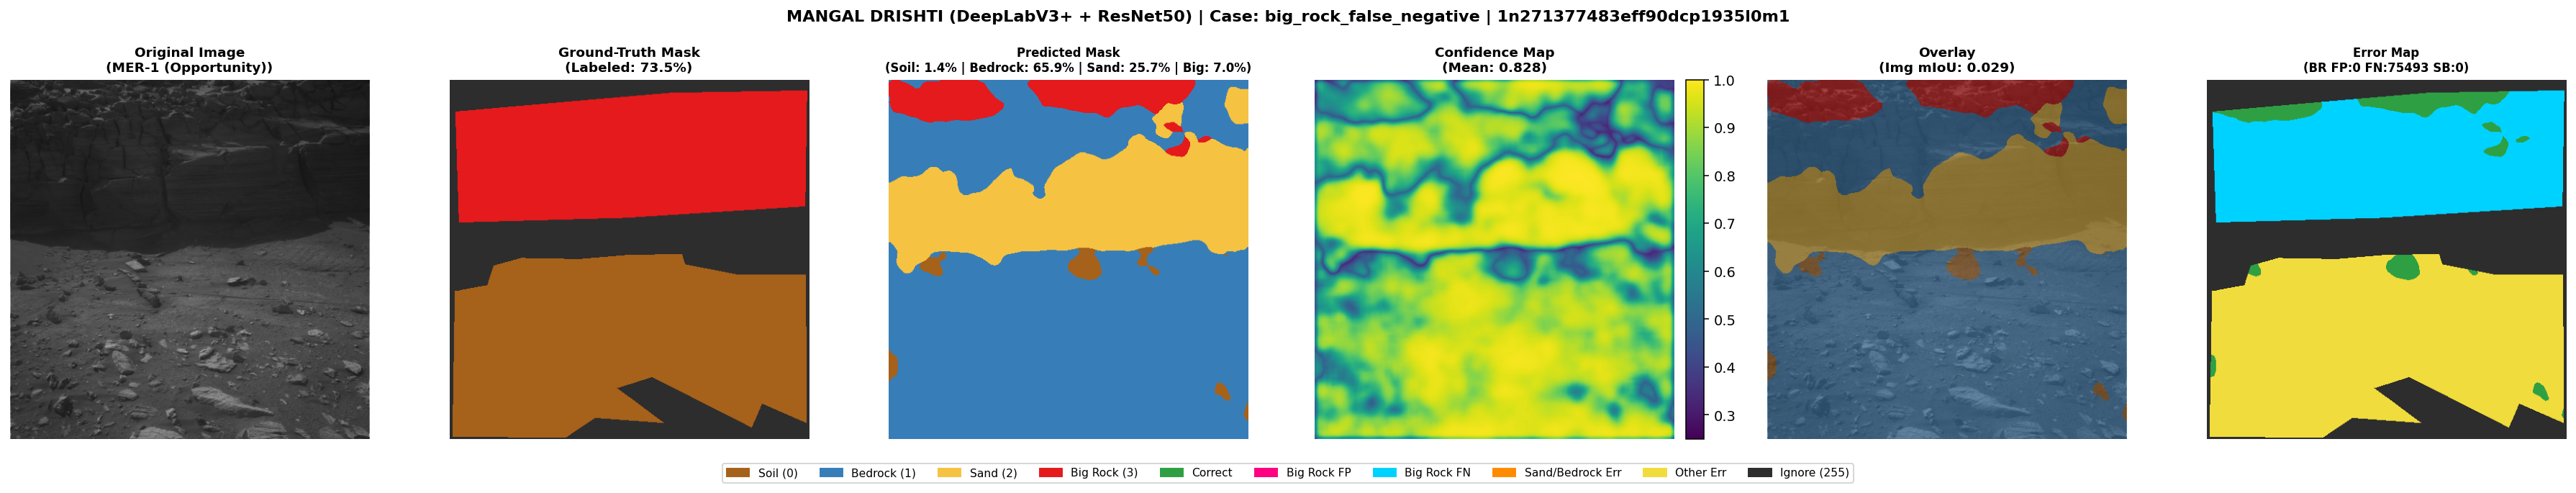 MANGAL DRISHTI (DeepLabV3+ + ResNet50) | Case: big_rock_false_negative | 1n271377483eff90dcp1935l0m1
Original Image
(MER-1 (Opportunity))
Ground-Truth Mask
(Labeled: 73.5%)
Predicted Mask
(Soil: 1.4% | Bedrock: 65.9% | Sand: 25.7% | Big: 7.0%)
Confidence Map
(Mean: 0.828)
1.0
0.9
0.8
0.7
0.6
0.5
0.4
0.3
Overlay
(Img mIoU: 0.029)
Error Map
(BR FP:0 FN:75493 SB:0)
Soil (0)
Bedrock (1)
Sand (2)
Big Rock (3)
Correct
Big Rock FP
Big Rock FN
Sand/Bedrock Err
Other Err
Ignore (255)